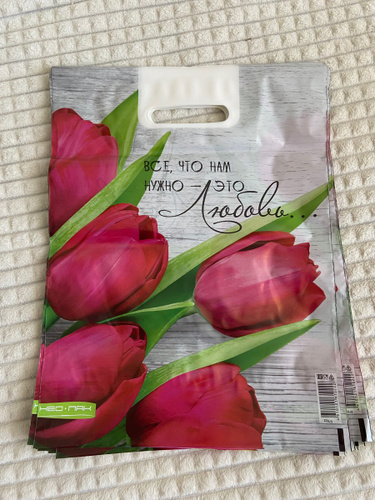 ВСЕ, ЧТО НАМ
НУЖНО — ЭТО
Любовь...
НЕО-ПАК